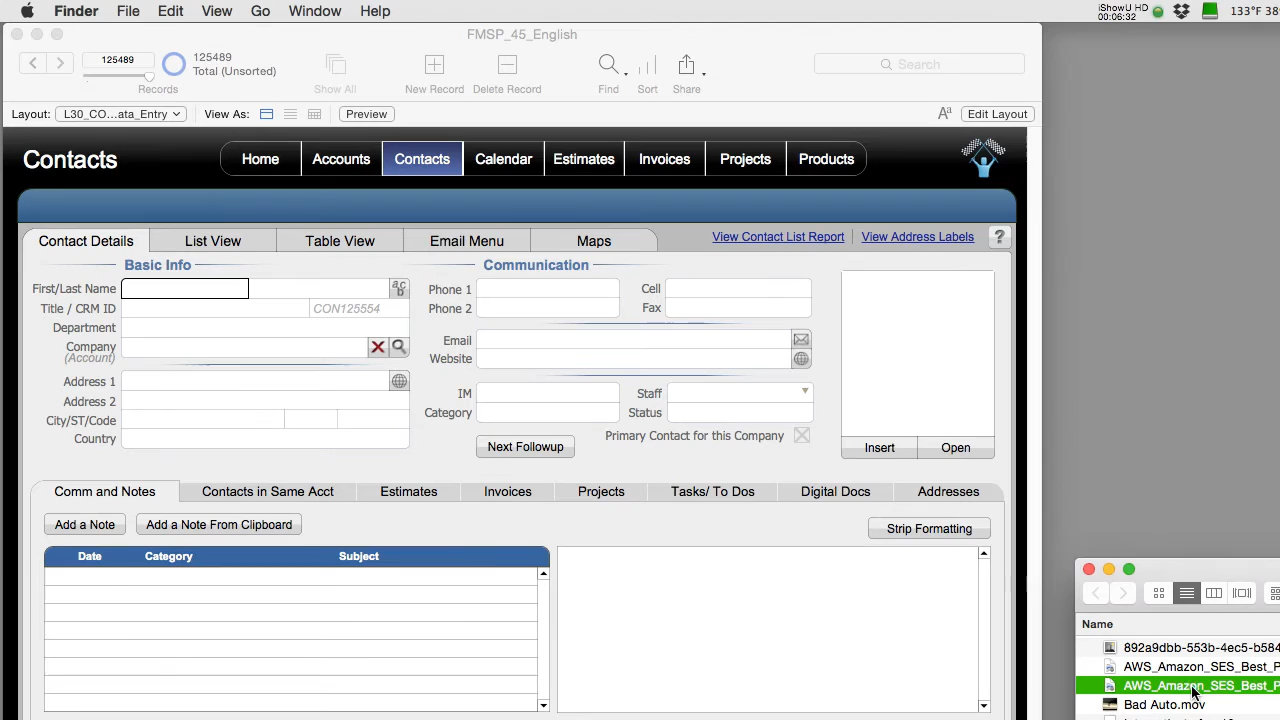 Finder File Edit View Go Window Help
iShowU HD
00:06:32
133°F 38
FMSP_45_English
125489
125489
Total (Unsorted)
Records
Show All
New Record
Delete Record
Find
Sort
Share
Search
Layout: L30_CO...ata_Entry View As: Preview
Aª Edit Layout
Contacts
Home Accounts Contacts Calendar Estimates Invoices Projects Products
Contact Details List View Table View Email Menu Maps
View Contact List Report View Address Labels ?
Basic Info
Communication
First/Last Name
Title / CRM ID CON125554
Department
Company
(Account)
Address 1
Address 2
City/ST/Code
Country
Phone 1 Cell
Phone 2 Fax
Email
Website
IM Staff
Category Status
Primary Contact for this Company
Next Followup
Insert Open
Comm and Notes Contacts in Same Acct Estimates Invoices Projects Tasks/ To Dos Digital Docs Addresses
Add a Note Add a Note From Clipboard
Strip Formatting
Date Category Subject
Name
892a9dbb-553b-4ec5-b584
AWS_Amazon_SES_Best_P
AWS_Amazon_SES_Best_P
Bad Auto.mov